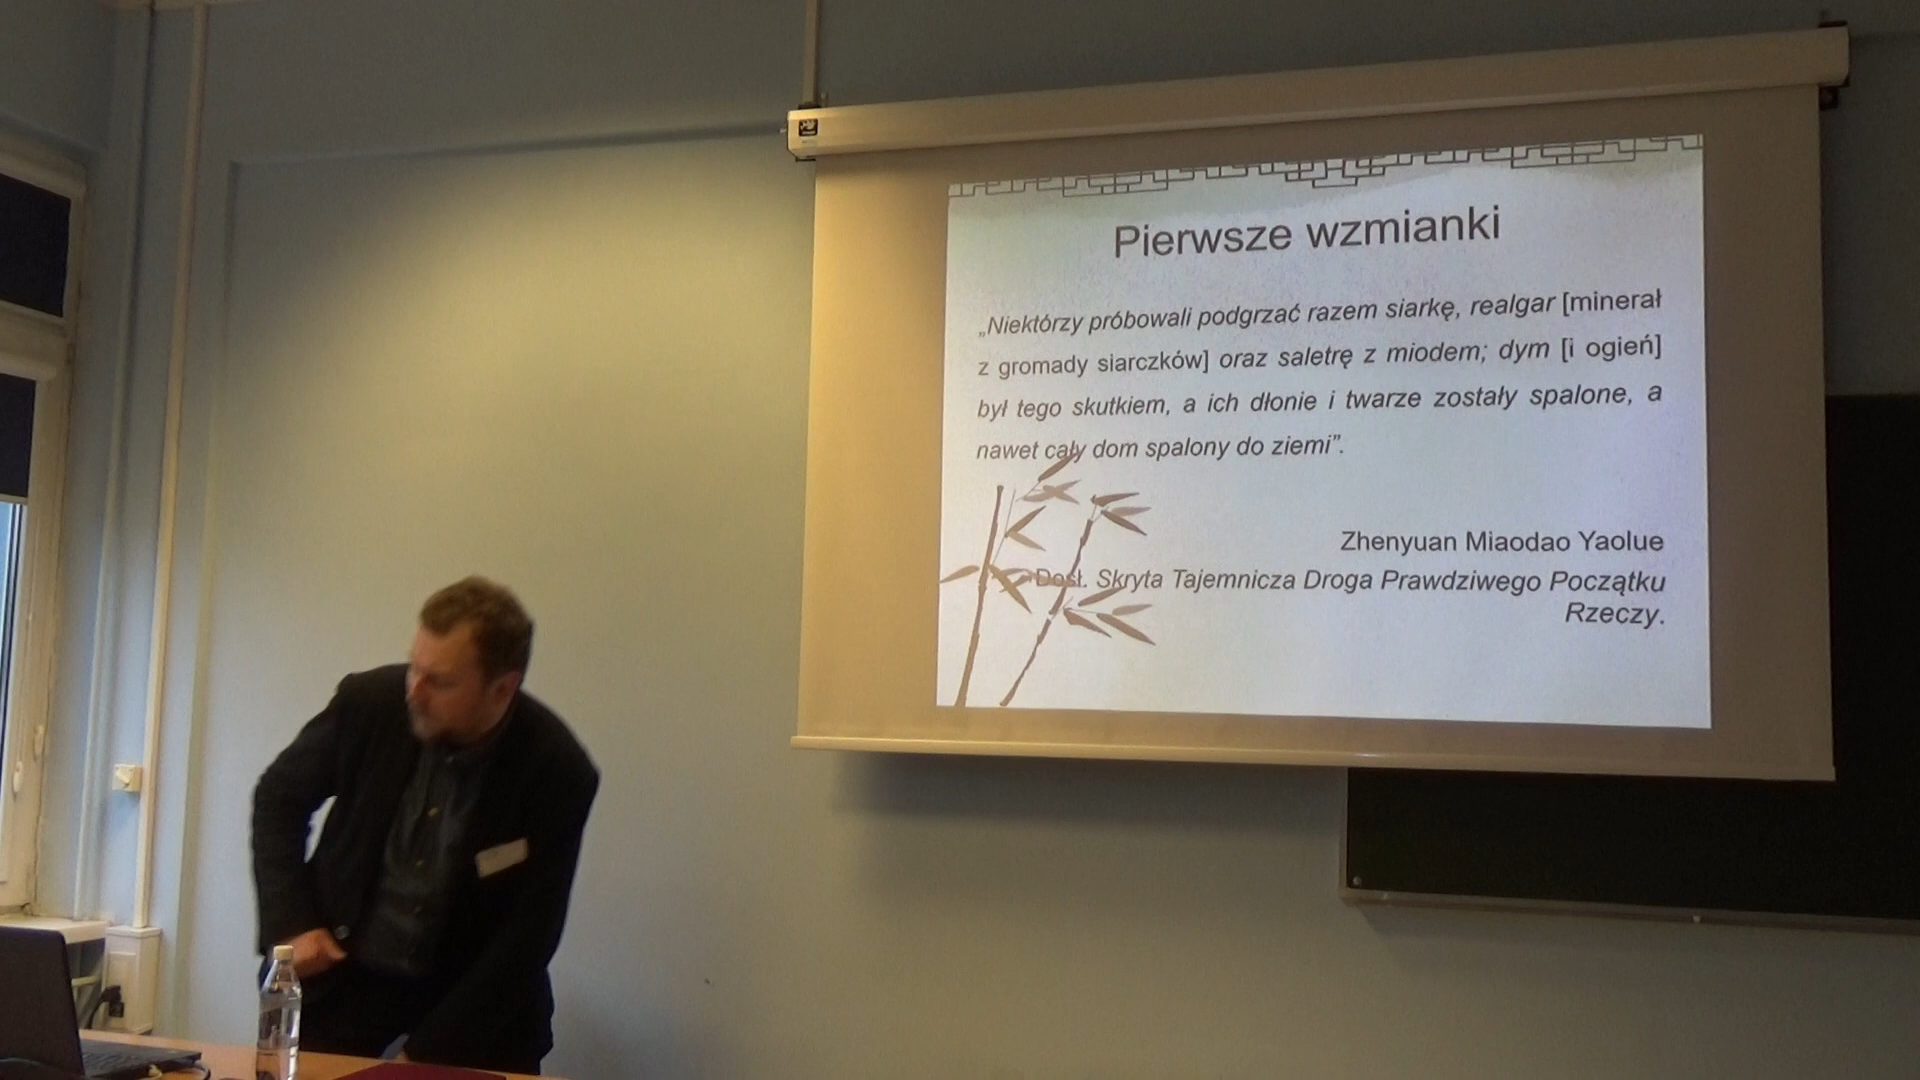 Pierwsze wzmianki
„Niektórzy próbowali podgrzać razem siarkę, realgar [minerał
z gromady siarczków] oraz saletrę z miodem; dym [i ogień]
był tego skutkiem, a ich dłonie i twarze zostały spalone, a
nawet cały dom spalony do ziemi”.
Zhenyuan Miaodao Yaolue
Dosł. Skryta Tajemnicza Droga Prawdziwego Początku
Rzeczy.